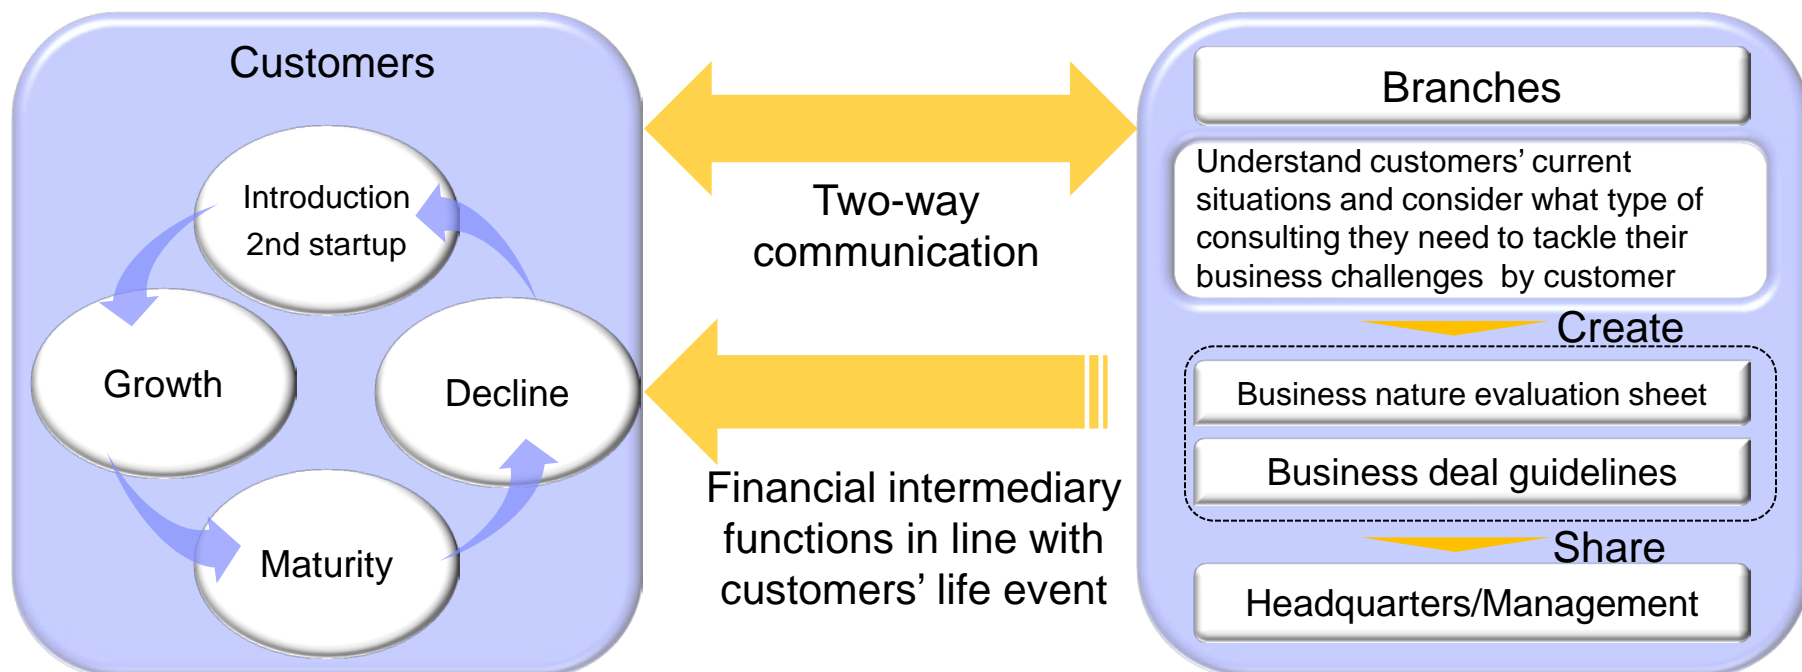 Customers
Introduction
2nd startup
Growth
Decline
Maturity
Two-way
communication
Financial intermediary
functions in line with
customers’ life event
Branches
Understand customers’ current
situations and consider what type of
consulting they need to tackle their
business challenges  by customer
Create
Business nature evaluation sheet
Business deal guidelines
Share
Headquarters/Management